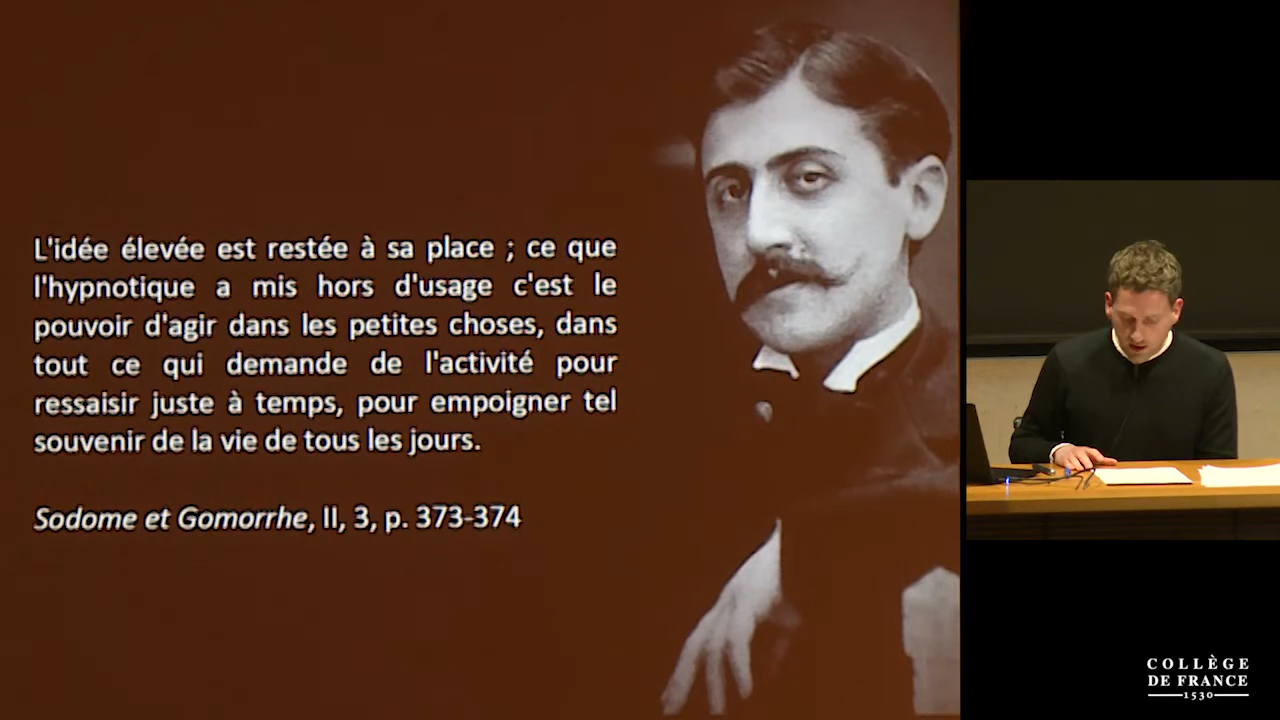 L'idée élevée est restée à sa place ; ce que
l'hypnotique a mis hors d'usage c'est le
pouvoir d'agir dans les petites choses, dans
tout ce qui demande de l'activité pour
ressaisir juste à temps, pour empoigner tel
souvenir de la vie de tous les jours.
Sodome et Gomorrhe, II, 3, p. 373-374
COLLÈGE
DE FRANCE
1530